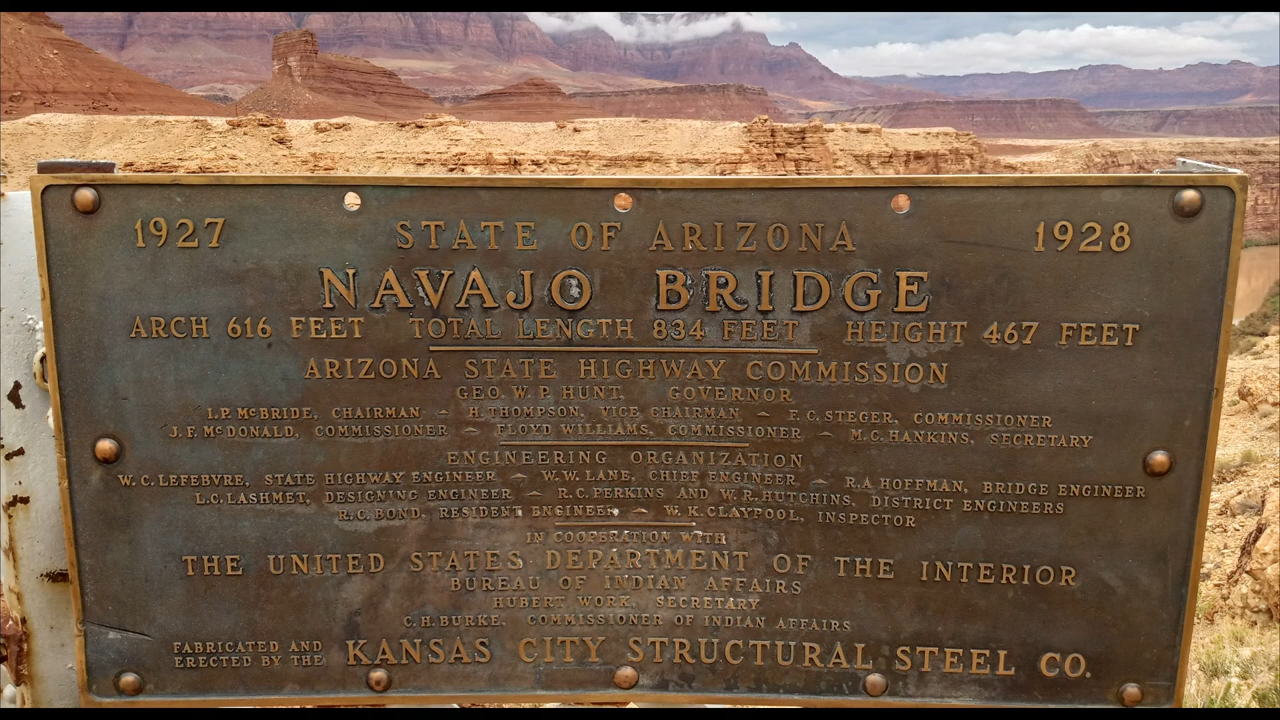 1927 STATE OF ARIZONA 1928
NAVAJO BRIDGE
ARCH 616 FEET TOTAL LENGTH 834 FEET HEIGHT 467 FEET
ARIZONA STATE HIGHWAY COMMISSION
GEO. W. P. HUNT. GOVERNOR
I.P. McBRIDE, CHAIRMAN - H. THOMPSON, VICE CHAIRMAN - F. C. STEGER, COMMISSIONER
J. F. McDONALD, COMMISSIONER - FLOYD WILLIAMS, COMMISSIONER - M. C. HANKINS, SECRETARY
ENGINEERING ORGANIZATION
W. C. LEFEBVRE, STATE HIGHWAY ENGINEER - W. W. LANE, CHIEF ENGINEER - R.A. HOFFMAN, BRIDGE ENGINEER
L.C. LASHMET, DESIGNING ENGINEER - R. C. PERKINS AND W. R. HUTCHINS, DISTRICT ENGINEERS
R. C. BOND, RESIDENT ENGINEER - W. K. CLAYPOOL, INSPECTOR
IN COOPERATION WITH
THE UNITED STATES DEPARTMENT OF THE INTERIOR
BUREAU OF INDIAN AFFAIRS
HUBERT WORK, SECRETARY
C. H. BURKE, COMMISSIONER OF INDIAN AFFAIRS
FABRICATED AND
ERECTED BY THE KANSAS CITY STRUCTURAL STEEL CO.